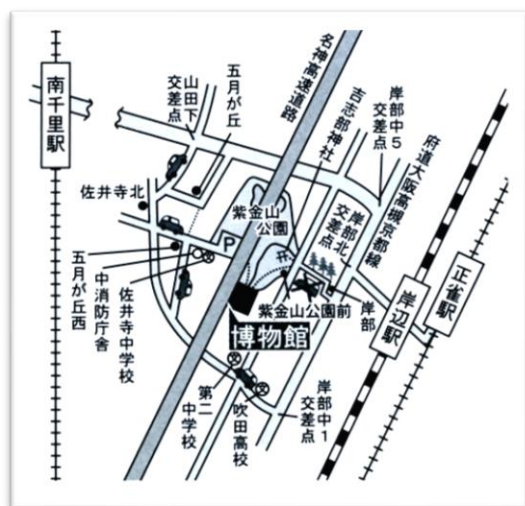 名神高速道路
吉志部神社
岸部中5
交差点
府道大阪高槻京都線
五月が丘
山田下
交差点
南千里駅
佐井寺北
紫金山
公園
P
岸部北
交差点
正雀駅
岸辺駅
岸部
紫金山公園前
博物館
佐井寺中学校
中消防庁舎
五月が丘西
第二
中学校
吹田高校
岸部中1
交差点